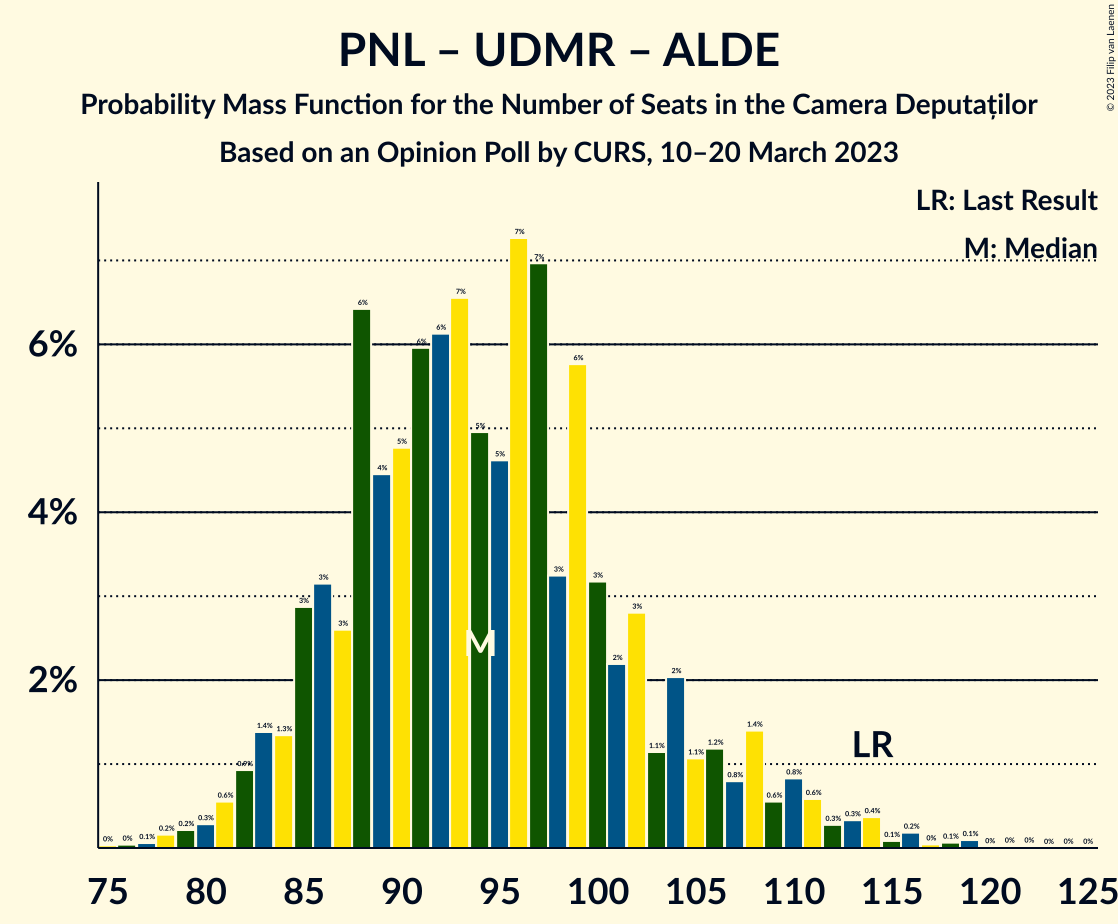 PNL – UDMR – ALDE
Probability Mass Function for the Number of Seats in the Camera Deputaților
Based on an Opinion Poll by CURS, 10–20 March 2023
© 2023 Filip van Laenen
LR: Last Result
M: Median
6%
4%
2%
0% 0% 0.1% 0.2% 0.2% 0.3% 0.6% 0.9% 1.4% 1.3% 3% 3% 3% 6% 4% 5% 6% 6% 7% 5% 5% 7% 7% 3% 6% 3% 2% 3% 1.1% 2% 1.1% 1.2% 0.8% 1.4% 0.6% 0.8% 0.6% 0.3% 0.3% 0.4% 0.1% 0.2% 0% 0.1% 0.1% 0% 0% 0% 0% 0% 0%
M
LR
75 80 85 90 95 100 105 110 115 120 125